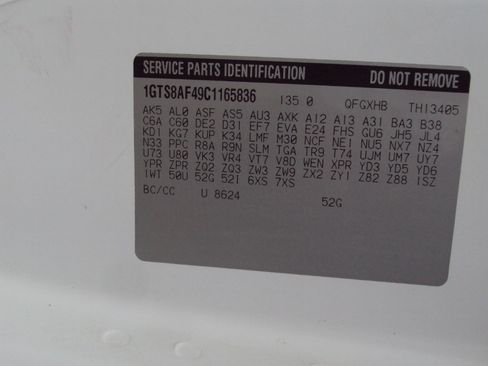 SERVICE PARTS IDENTIFICATION DO NOT REMOVE
1GTS8AF49C1165836 135.0 QFGXHB TH13405
AK5 AL0 ASF AS5 AU3 AXK A12 A13 A31 BA3 B38
C6A C60 DE2 D31 EF7 EVA E24 FHS GU6 JH5 JL4
KD1 KG7 KUP K34 LMF M30 NCF NE1 NU5 NX7 NZ4
N33 PPC R8A R9N SLM TGA TR9 T74 UJM UM7 UY7
U73 U80 VK3 VR4 VT7 V8D WEN XPR YD3 YD5 YD6
YPR ZPR ZQ2 ZQ3 ZW3 ZW9 ZX2 ZY1 Z82 Z88 1SZ
1WT 50U 52G 521 6XS 7XS
BC/CC U 8624 52G